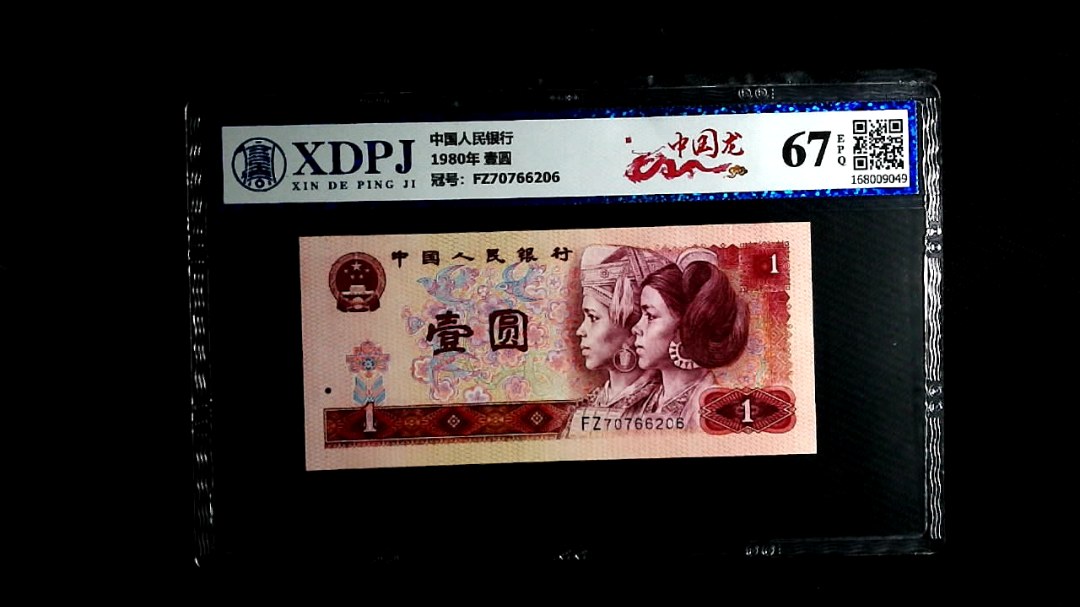 XDPJ
XIN DE PING JI
中国人民银行
1980年 壹圆
冠号: FZ70766206
中国龙
67
EPQ
168009049
中国人民银行
1
壹圆
1
FZ70766206
1